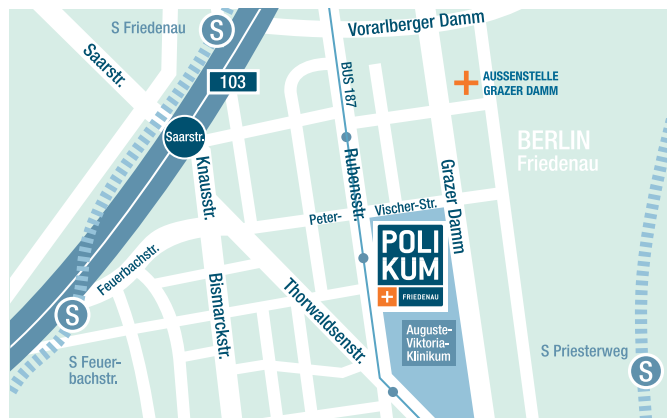 S Friedenau
S
Vorarlberger Damm
Saarstr.
103
BUS 187
AUSSENSTELLE
GRAZER DAMM
Saarstr.
BERLIN
Friedenau
Knausstr.
Rubensstr.
Grazer Damm
Peter-
Vischer-Str.
POLI
KUM
FRIEDENAU
Feuerbachstr.
Bismarckstr.
Thorwaldsenstr.
S
Auguste-
Viktoria-
Klinikum
S Feuer-
bachstr.
S Priesterweg
S